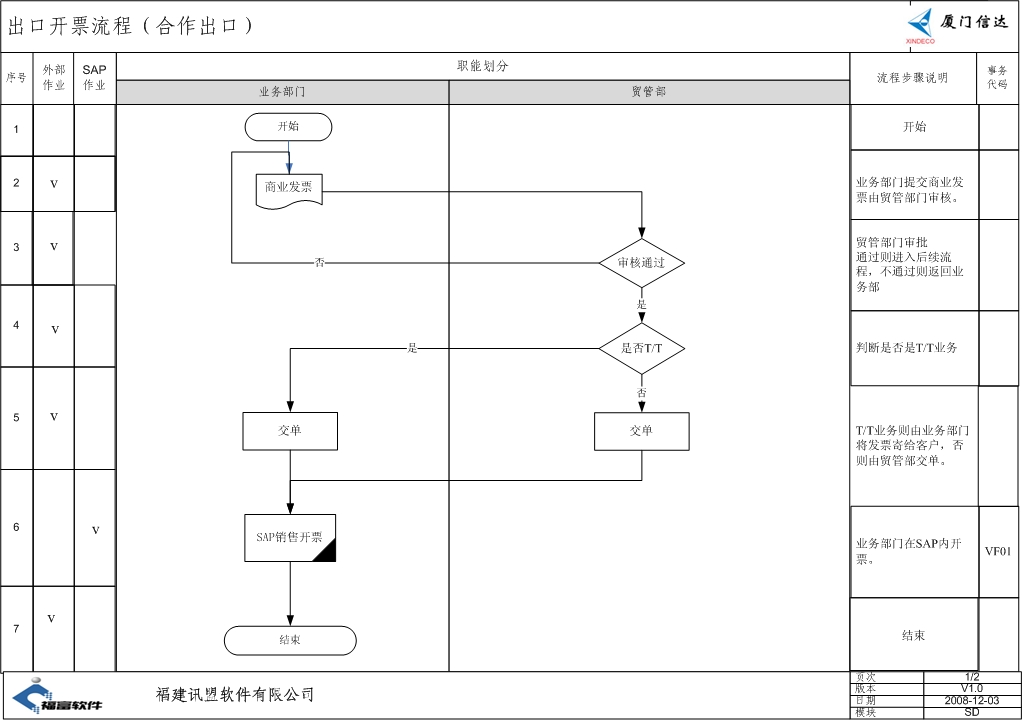 出口开票流程（合作出口）
厦门信达
XINDECO
序号
外部
作业
SAP
作业
职能划分
业务部门
贸管部
流程步骤说明
事务
代码
1
开始
开始
2
V
商业发票
业务部门提交商业发
票由贸管部门审核。
3
V
否
审核通过
贸管部门审批
通过则进入后续流
程，不通过则返回业
务部
是
4
V
是
是否T/T
判断是否是T/T业务
否
5
V
交单
交单
T/T业务则由业务部门
将发票寄给客户，否
则由贸管部交单。
6
V
SAP销售开票
业务部门在SAP内开
票。
VF01
7
V
结束
结束
福富软件
福建讯盟软件有限公司
页次 1/2
版本 V1.0
日期 2008-12-03
模块 SD